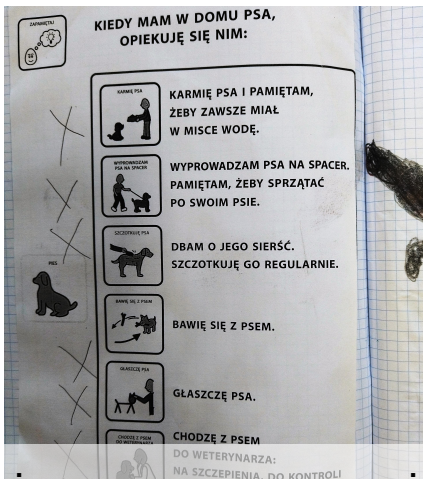 ZAPAMIĘTAJ
KIEDY MAM W DOMU PSA,
OPIEKUJĘ SIĘ NIM:
KARMIĘ PSA
KARMIĘ PSA I PAMIĘTAM,
ŻEBY ZAWSZE MIAŁ
W MISCE WODĘ.
WYPROWADZAM
PSA NA SPACER
WYPROWADZAM PSA NA SPACER.
PAMIĘTAM, ŻEBY SPRZĄTAĆ
PO SWOIM PSIE.
SZCZOTKUJĘ PSA
DBAM O JEGO SIERŚĆ.
SZCZOTKUJĘ GO REGULARNIE.
PIES
BAWIĘ SIĘ Z PSEM
BAWIĘ SIĘ Z PSEM.
GŁASZCZĘ PSA
GŁASZCZĘ PSA.
CHODZĘ Z PSEM
DO WETERYNARZA
CHODZĘ Z PSEM
DO WETERYNARZA:
NA SZCZEPIENIA, DO KONTROLI